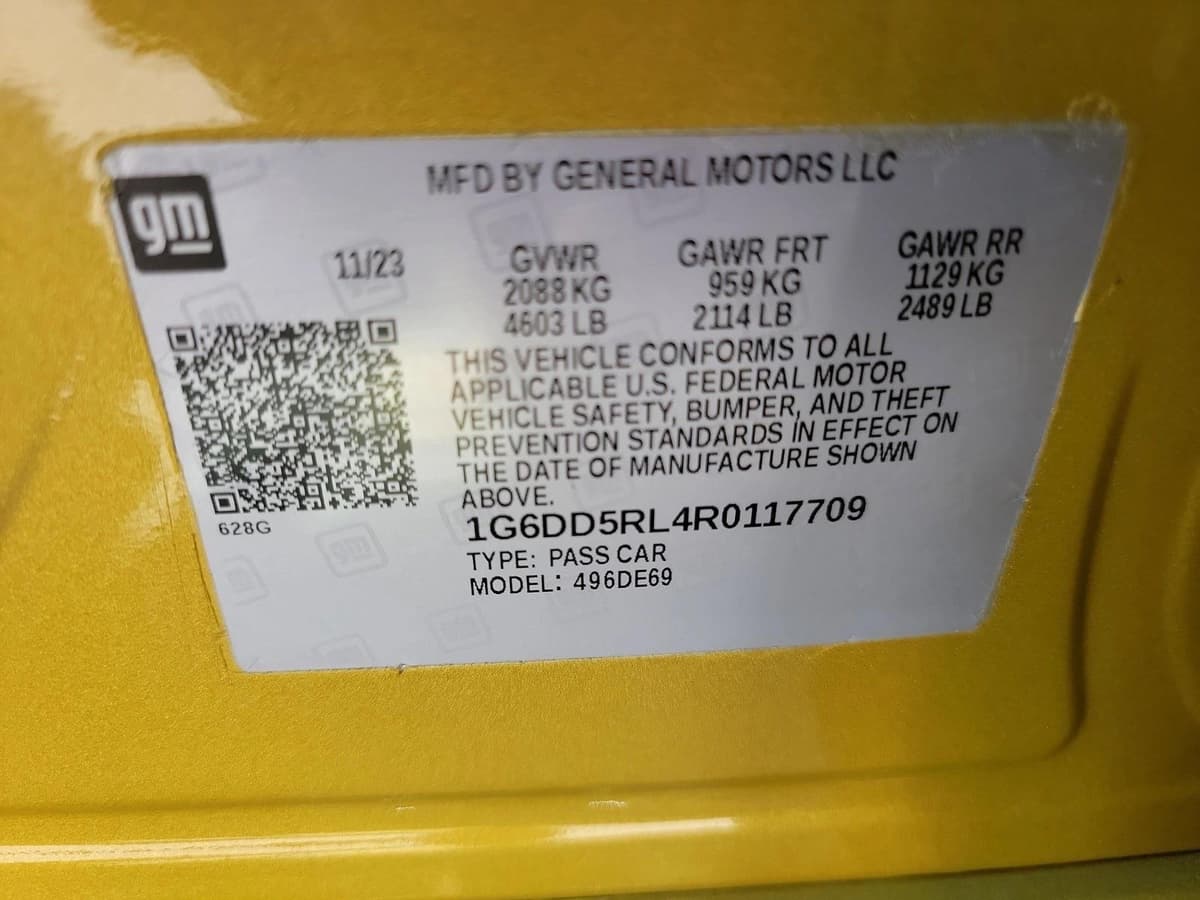 MFD BY GENERAL MOTORS LLC
gm
11/23
GVWR GAWR FRT GAWR RR
2088 KG 959 KG 1129 KG
4603 LB 2114 LB 2489 LB
THIS VEHICLE CONFORMS TO ALL
APPLICABLE U.S. FEDERAL MOTOR
VEHICLE SAFETY, BUMPER, AND THEFT
PREVENTION STANDARDS IN EFFECT ON
THE DATE OF MANUFACTURE SHOWN
ABOVE.
628G
1G6DD5RL4R0117709
TYPE: PASS CAR
MODEL: 496DE69